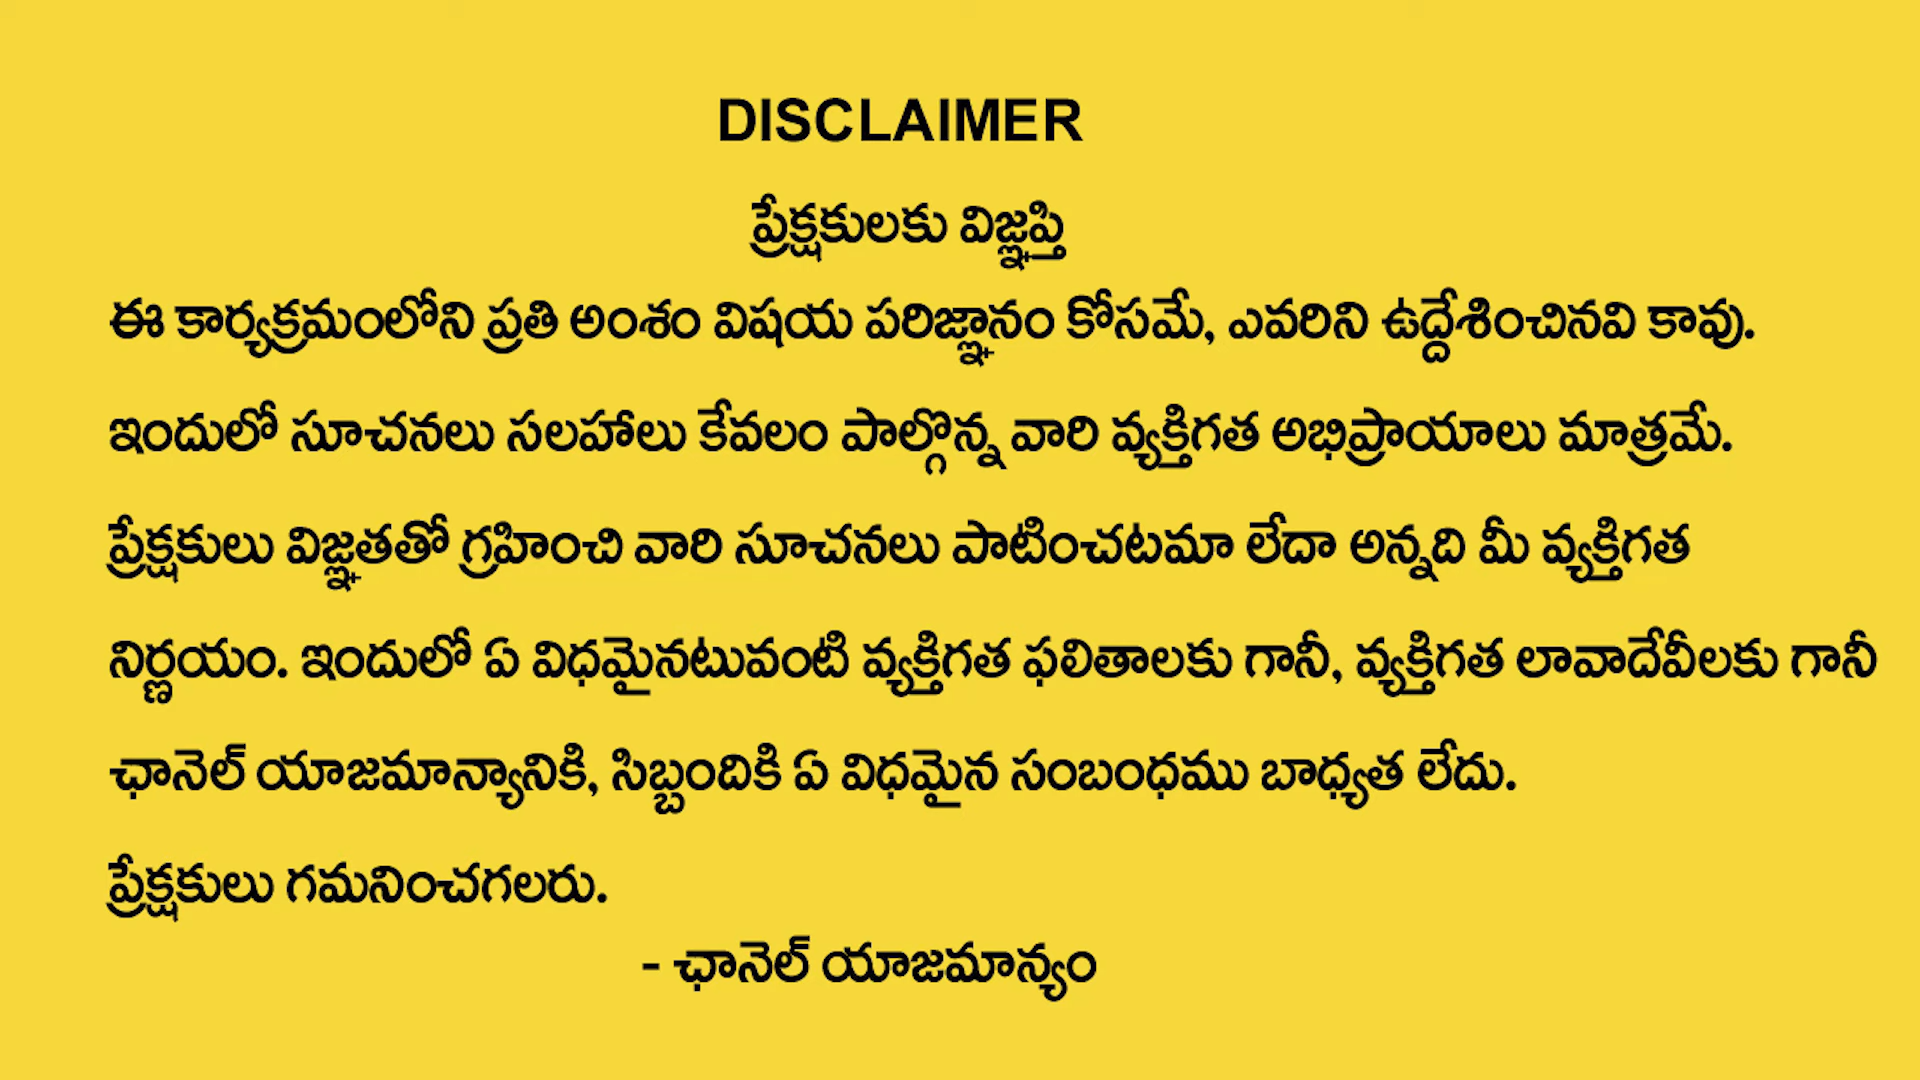 DISCLAIMER
ప్రేక్షకులకు విజ్ఞప్తి
ఈ కార్యక్రమంలోని ప్రతి అంశం విషయ పరిజ్ఞానం కోసమే, ఎవరిని ఉద్దేశించినవి కావు.
ఇందులో సూచనలు సలహాలు కేవలం పాల్గొన్న వారి వ్యక్తిగత అభిప్రాయాలు మాత్రమే.
ప్రేక్షకులు విజ్ఞతతో గ్రహించి వారి సూచనలు పాటించటమా లేదా అన్నది మీ వ్యక్తిగత
నిర్ణయం. ఇందులో ఏ విధమైనటువంటి వ్యక్తిగత ఫలితాలకు గానీ, వ్యక్తిగత లావాదేవీలకు గానీ
ఛానెల్ యాజమాన్యానికి, సిబ్బందికి ఏ విధమైన సంబంధము బాధ్యత లేదు.
ప్రేక్షకులు గమనించగలరు.
- ఛానెల్ యాజమాన్యం